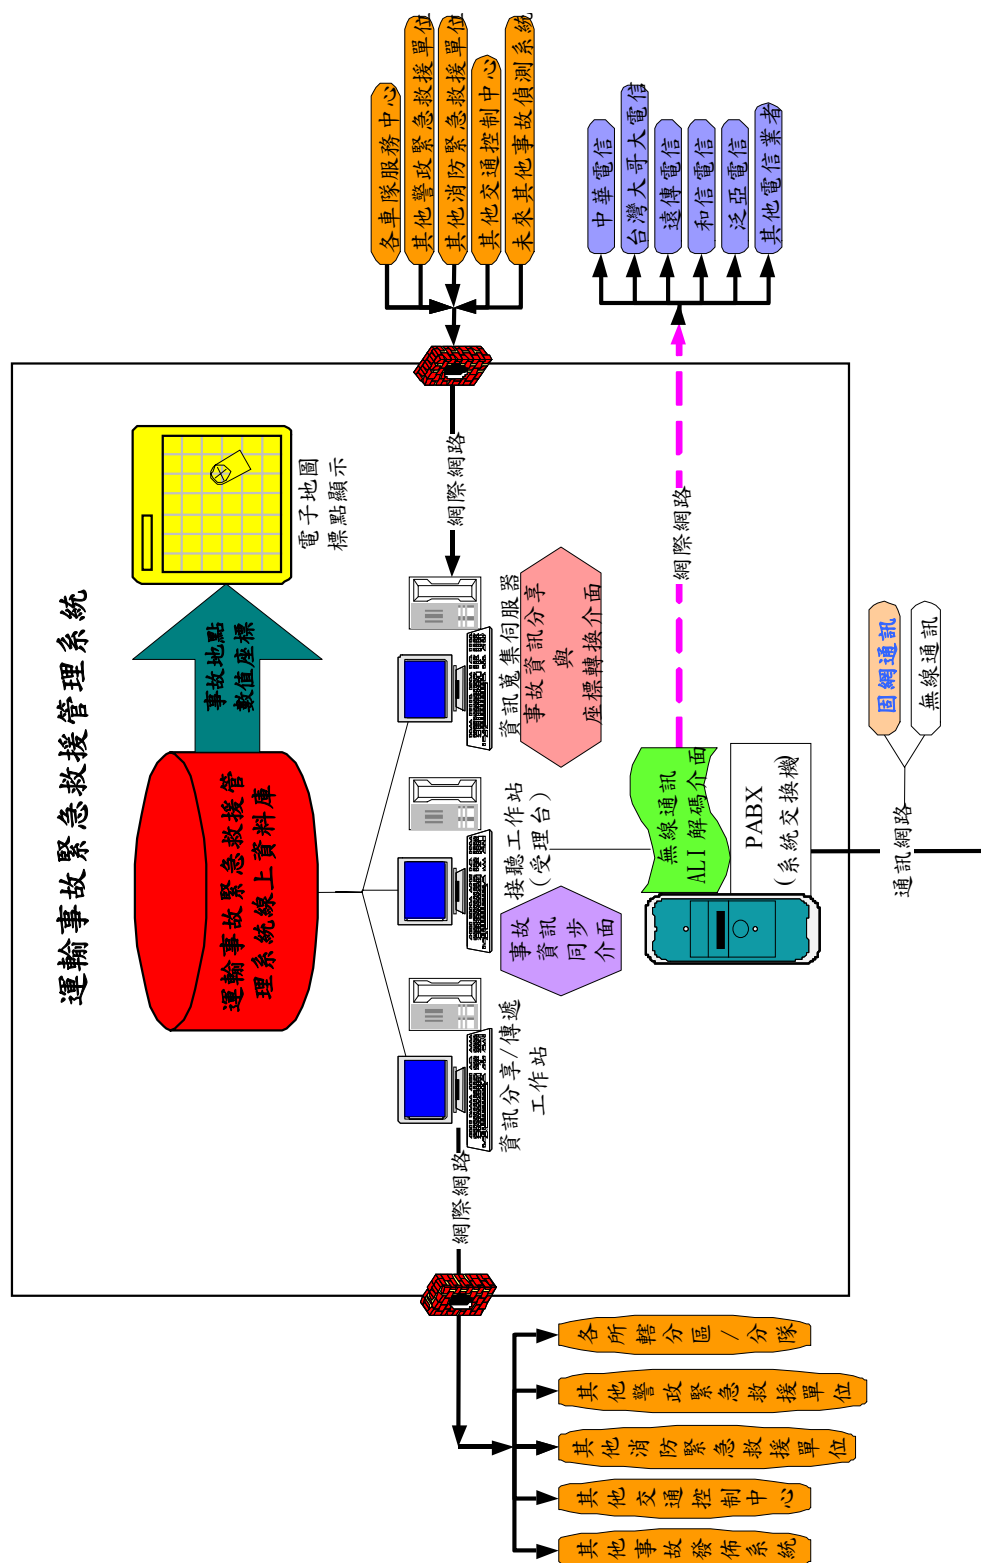 運輸事故緊急救援管理系統
運輸事故緊急救援管
理系統線上資料庫
事故地點
數值座標
電子地圖
標點顯示
各車隊服務中心
其他警政緊急救援單位
其他消防緊急救援單位
其他交通控制中心
未來其他事故偵測系統
網際網路
資訊蒐集伺服器
事故資訊分享
與
座標轉換介面
接聽工作站
(受理台)
事故
資訊
同步
介面
資訊分享/傳遞
工作站
網際網路
中華電信
台灣大哥大電信
遠傳電信
和信電信
泛亞電信
其他電信業者
網際網路
無線通訊
ALI解碼介面
PABX
(系統交換機)
固網通訊
無線通訊
通訊網路
各所轄分區/分隊
其他警政緊急救援單位
其他消防緊急救援單位
其他交通控制中心
其他事故發佈系統